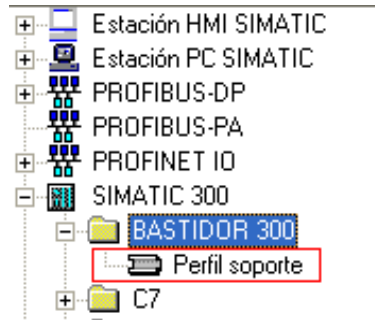 Estación HMI SIMATIC
Estación PC SIMATIC
PROFIBUS-DP
PROFIBUS-PA
PROFINET IO
SIMATIC 300
BASTIDOR 300
Perfil soporte
C7